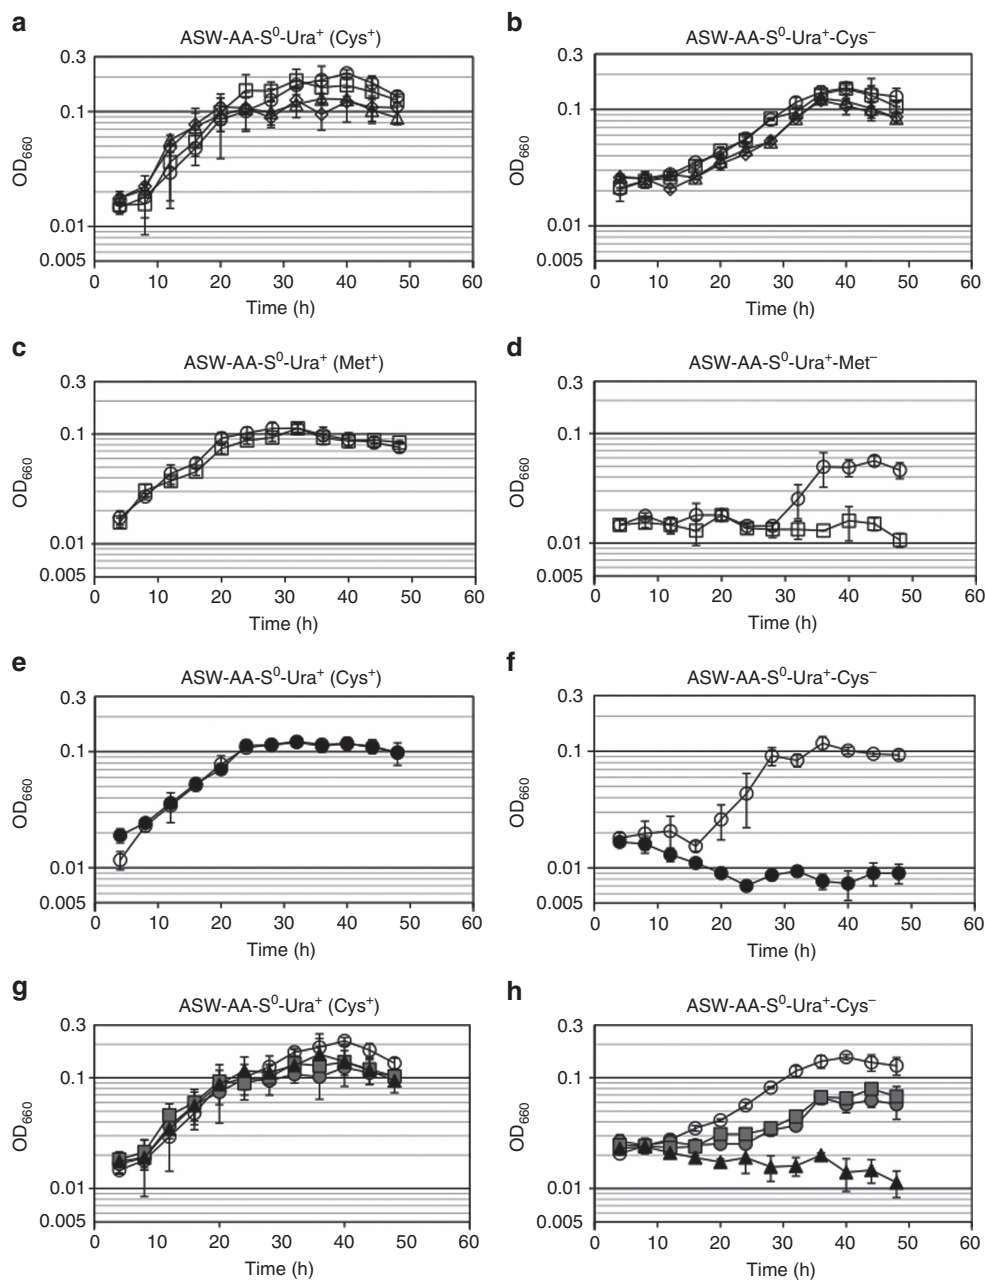 a
ASW-AA-S⁰-Ura⁺ (Cys⁺)
0.3
0.1
0.01
0.005
OD₆₆₀
0 10 20 30 40 50 60
Time (h)
b
ASW-AA-S⁰-Ura⁺-Cys⁻
0.3
0.1
0.01
0.005
OD₆₆₀
0 10 20 30 40 50 60
Time (h)
c
ASW-AA-S⁰-Ura⁺ (Met⁺)
0.3
0.1
0.01
0.005
OD₆₆₀
0 10 20 30 40 50 60
Time (h)
d
ASW-AA-S⁰-Ura⁺-Met⁻
0.3
0.1
0.01
0.005
OD₆₆₀
0 10 20 30 40 50 60
Time (h)
e
ASW-AA-S⁰-Ura⁺ (Cys⁺)
0.3
0.1
0.01
0.005
OD₆₆₀
0 10 20 30 40 50 60
Time (h)
f
ASW-AA-S⁰-Ura⁺-Cys⁻
0.3
0.1
0.01
0.005
OD₆₆₀
0 10 20 30 40 50 60
Time (h)
g
ASW-AA-S⁰-Ura⁺ (Cys⁺)
0.3
0.1
0.01
0.005
OD₆₆₀
0 10 20 30 40 50 60
Time (h)
h
ASW-AA-S⁰-Ura⁺-Cys⁻
0.3
0.1
0.01
0.005
OD₆₆₀
0 10 20 30 40 50 60
Time (h)